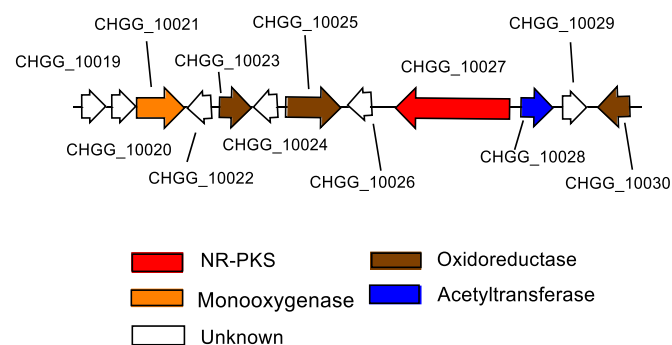 CHGG_10021
CHGG_10025
CHGG_10029
CHGG_10019
CHGG_10023
CHGG_10027
CHGG_10020
CHGG_10024
CHGG_10028
CHGG_10022
CHGG_10026
CHGG_10030
NR-PKS
Oxidoreductase
Monooxygenase
Acetyltransferase
Unknown